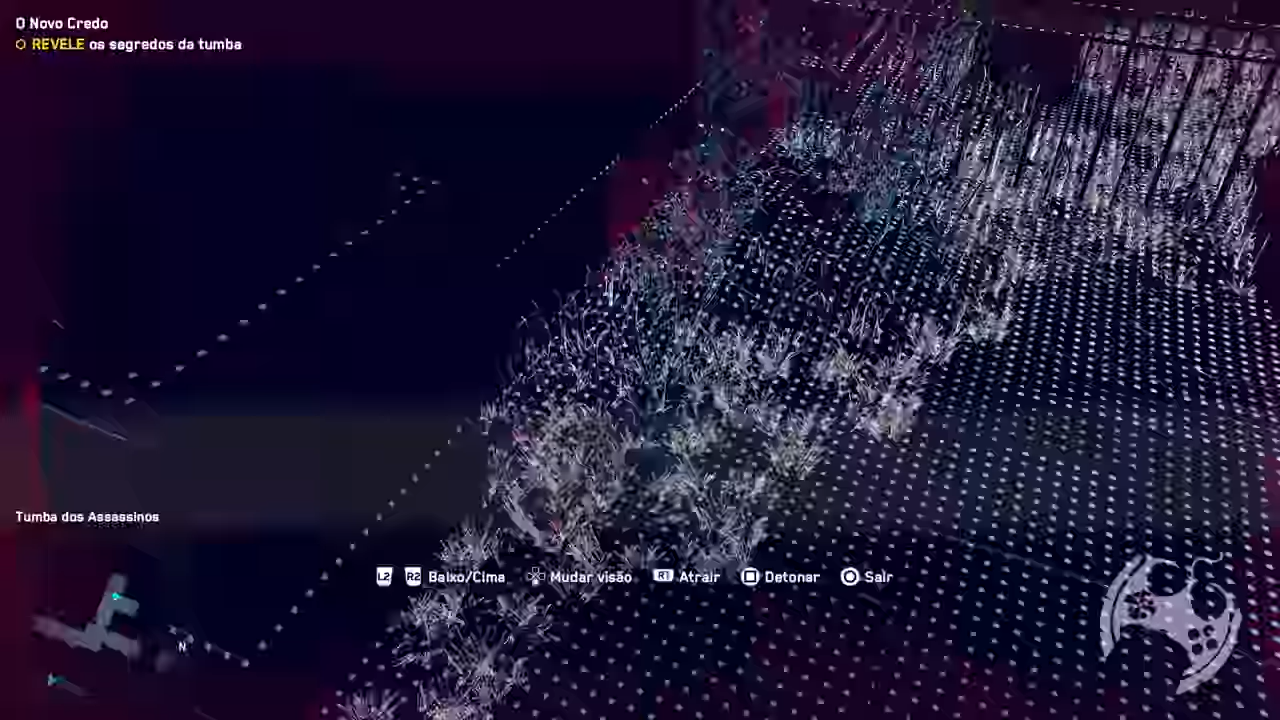 O Novo Credo
REVELE os segredos da tumba
Tumba dos Assassinos
L2 R2 Baixo/Cima Mudar visão R1 Atrair Detonar Sair
N